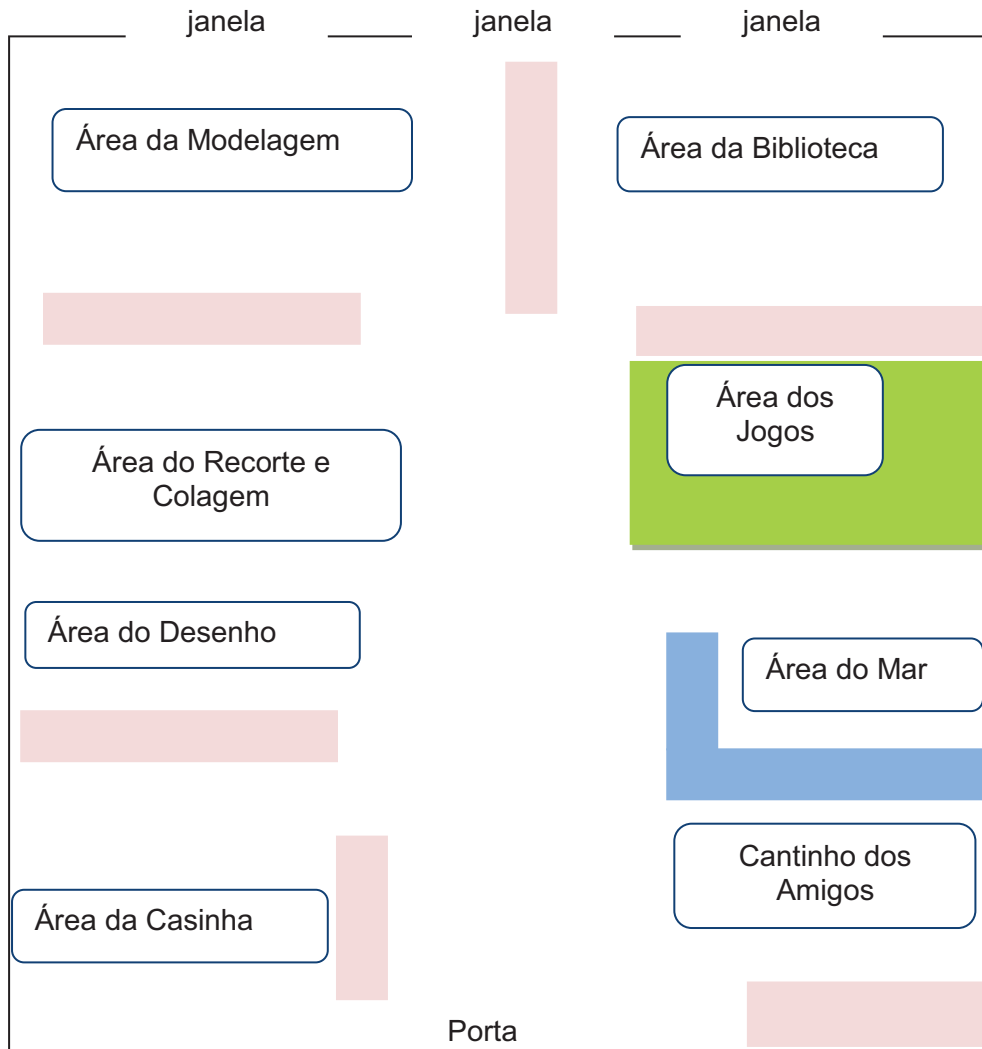 janela janela janela
Área da Modelagem
Área da Biblioteca
Área dos
Jogos
Área do Recorte e
Colagem
Área do Desenho
Área do Mar
Cantinho dos
Amigos
Área da Casinha
Porta